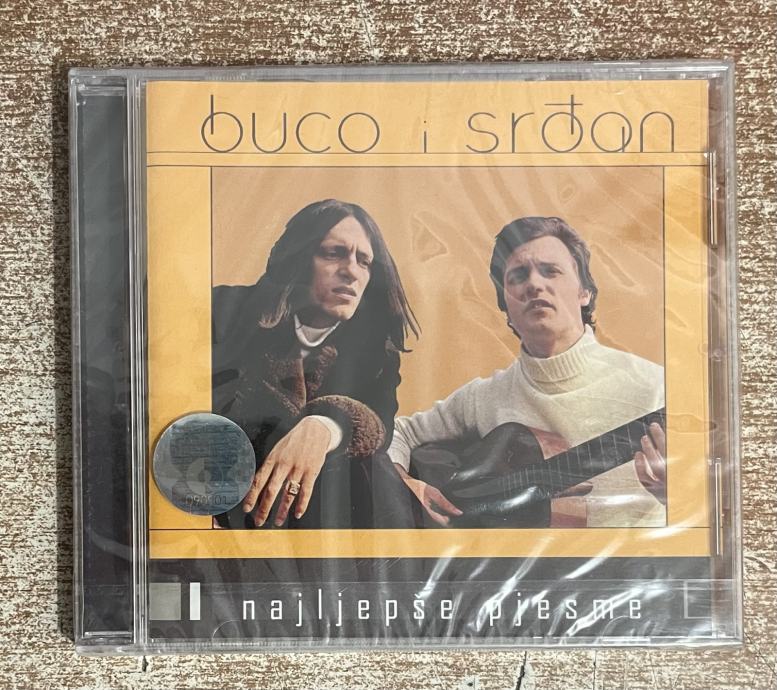 buco i srđan
najljepše pjesme